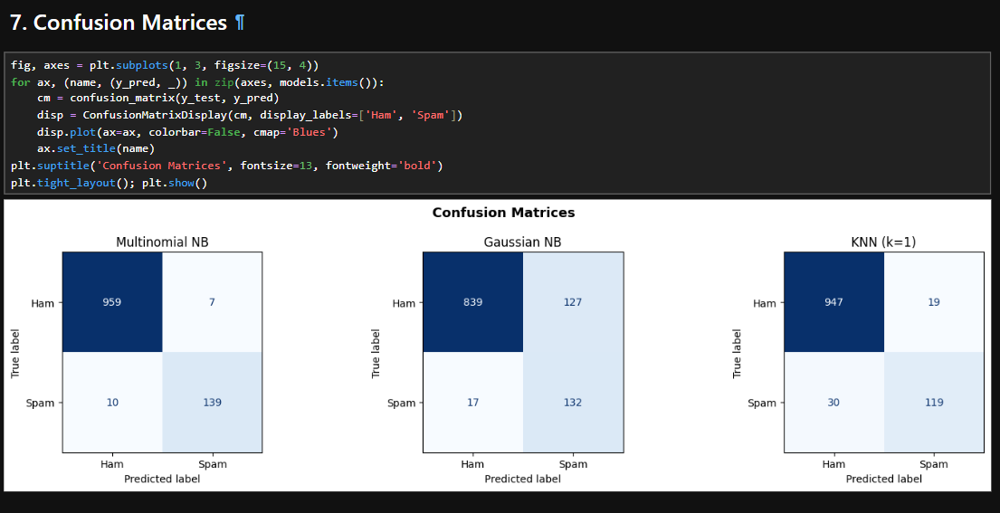 7. Confusion Matrices ¶
fig, axes = plt.subplots(1, 3, figsize=(15, 4))
for ax, (name, (y_pred, _)) in zip(axes, models.items()):
    cm = confusion_matrix(y_test, y_pred)
    disp = ConfusionMatrixDisplay(cm, display_labels=['Ham', 'Spam'])
    disp.plot(ax=ax, colorbar=False, cmap='Blues')
    ax.set_title(name)
plt.suptitle('Confusion Matrices', fontsize=13, fontweight='bold')
plt.tight_layout(); plt.show()
Confusion Matrices
Multinomial NB
True label
Ham
959
7
Spam
10
139
Ham
Spam
Predicted label
Gaussian NB
True label
Ham
839
127
Spam
17
132
Ham
Spam
Predicted label
KNN (k=1)
True label
Ham
947
19
Spam
30
119
Ham
Spam
Predicted label